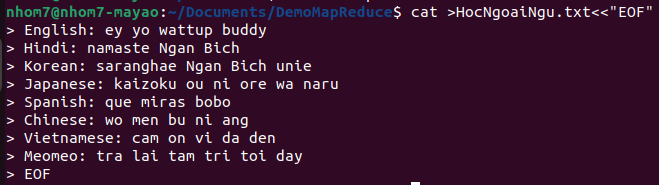 nhom7@nhom7-mayao:~/Documents/DemoMapReduce$ cat >HocNgoaiNgu.txt<<"EOF"
> English: ey yo wattup buddy
> Hindi: namaste Ngan Bich
> Korean: saranghae Ngan Bich unie
> Japanese: kaizoku ou ni ore wa naru
> Spanish: que miras bobo
> Chinese: wo men bu ni ang
> Vietnamese: cam on vi da den
> Meomeo: tra lai tam tri toi day
> EOF